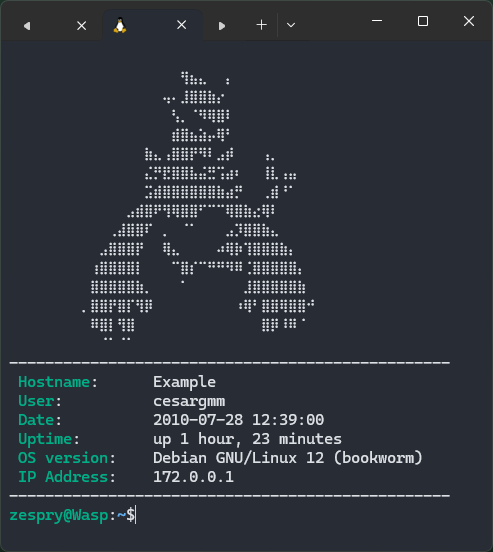 Hostname: Example
User: cesargmm
Date: 2010-07-28 12:39:00
Uptime: up 1 hour, 23 minutes
OS version: Debian GNU/Linux 12 (bookworm)
IP Address: 172.0.0.1
zespry@Wasp:~$